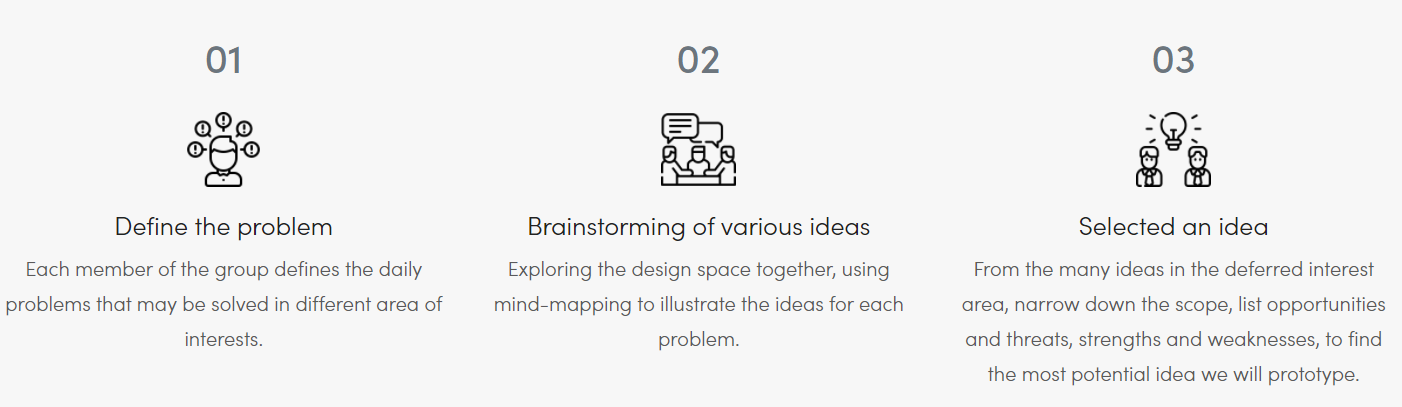 01
Define the problem
Each member of the group defines the daily
problems that may be solved in different area of
interests.
02
Brainstorming of various ideas
Exploring the design space together, using
mind-mapping to illustrate the ideas for each
problem.
03
Selected an idea
From the many ideas in the deferred interest
area, narrow down the scope, list opportunities
and threats, strengths and weaknesses, to find
the most potential idea we will prototype.